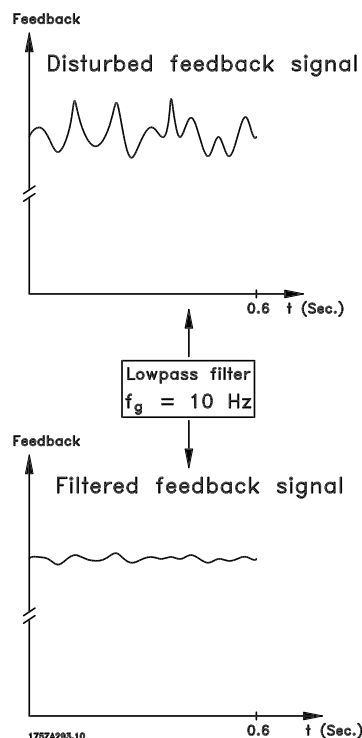 Feedback
Disturbed feedback signal
0.6 t (Sec.)
Lowpass filter
fg = 10 Hz
Feedback
Filtered feedback signal
0.6 t (Sec.)
175ZA293.10